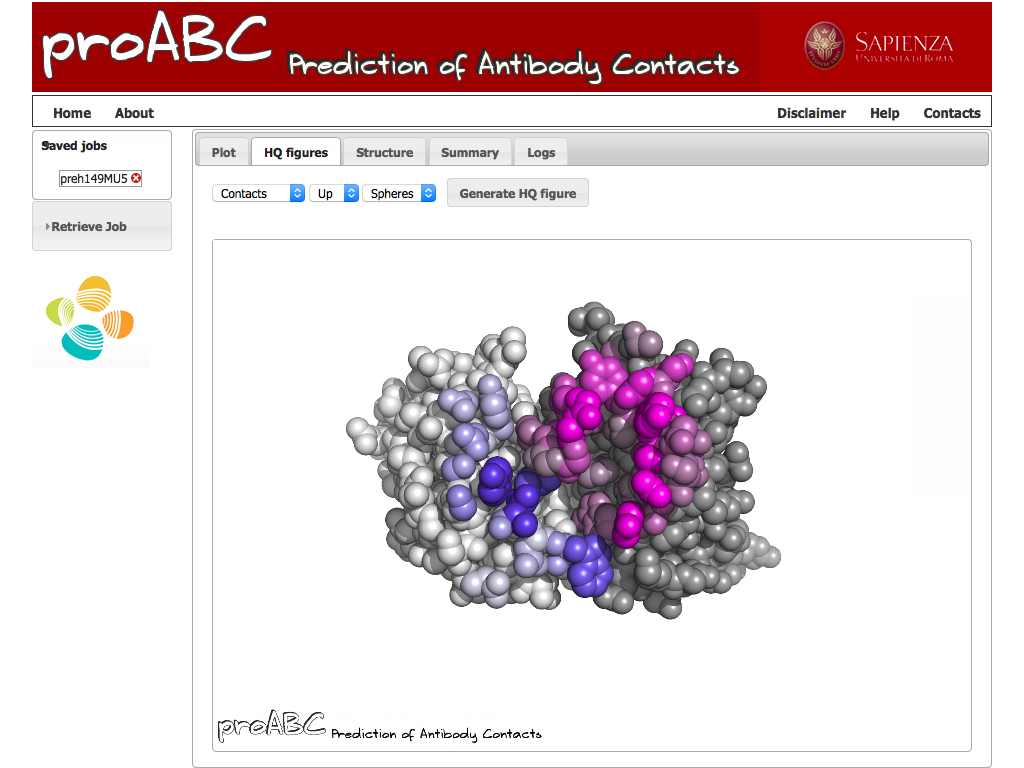 proABC Prediction of Antibody Contacts
SAPIENZA
UNIVERSITÀ DI ROMA
Home About Disclaimer Help Contacts
Saved jobs
preh149MU5
Retrieve Job
Plot HQ figures Structure Summary Logs
Contacts Up Spheres Generate HQ figure
proABC Prediction of Antibody Contacts